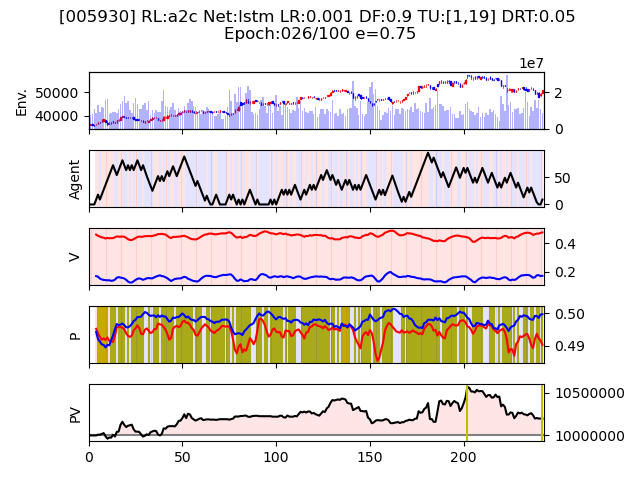 [005930] RL:a2c Net:lstm LR:0.001 DF:0.9 TU:[1,19] DRT:0.05
Epoch:026/100 e=0.75
1e7
Env.
50000
40000
2
0
Agent
50
0
V
0.4
0.2
P
0.50
0.49
PV
10500000
10000000
0 50 100 150 200